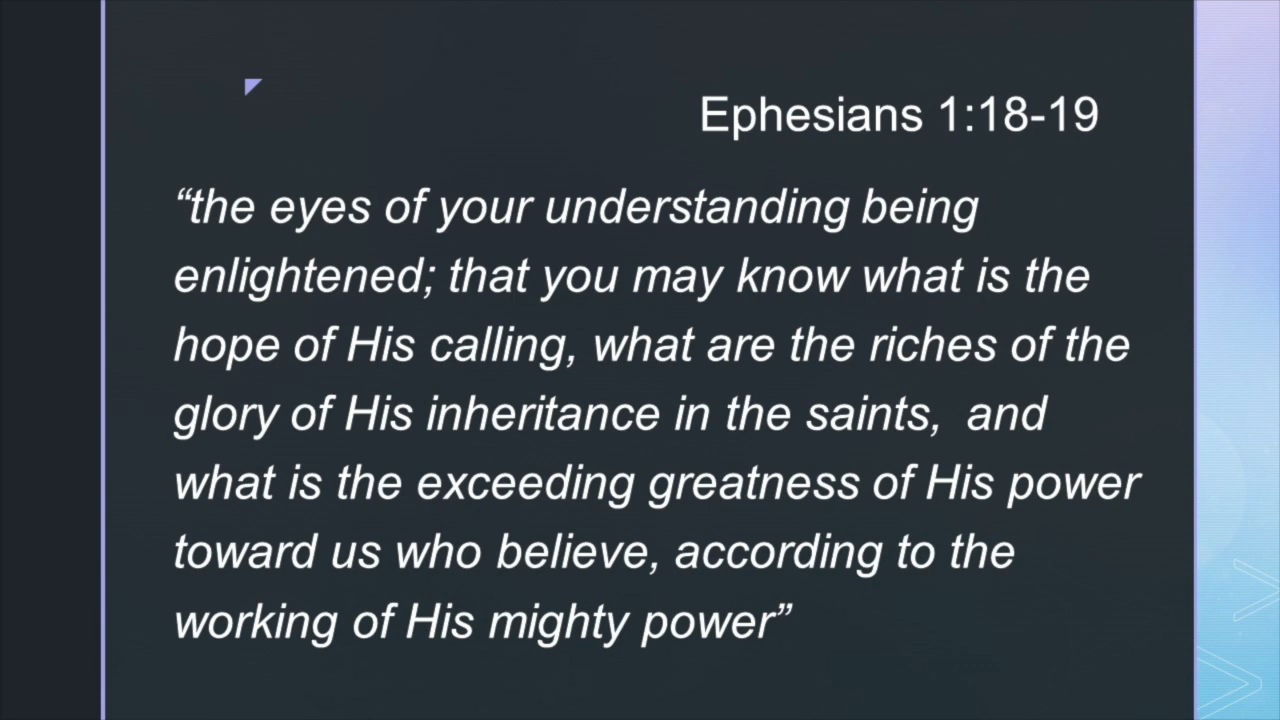 Ephesians 1:18-19
“the eyes of your understanding being
enlightened; that you may know what is the
hope of His calling, what are the riches of the
glory of His inheritance in the saints,  and
what is the exceeding greatness of His power
toward us who believe, according to the
working of His mighty power”